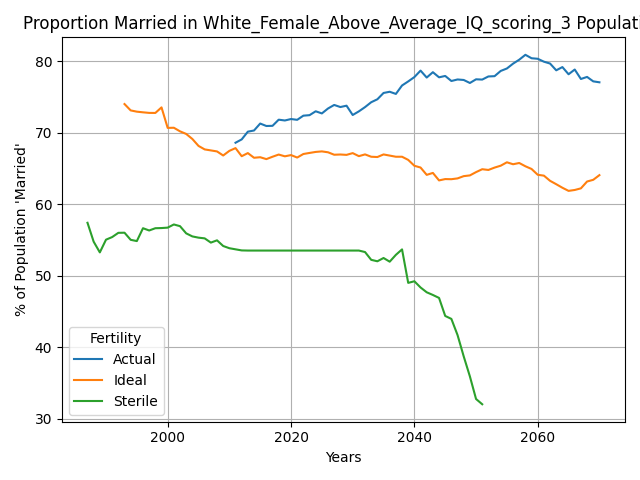 Proportion Married in White_Female_Above_Average_IQ_scoring_3 Populati
80
70
60
50
40
30
% of Population 'Married'
Fertility
Actual
Ideal
Sterile
2000
2020
2040
2060
Years